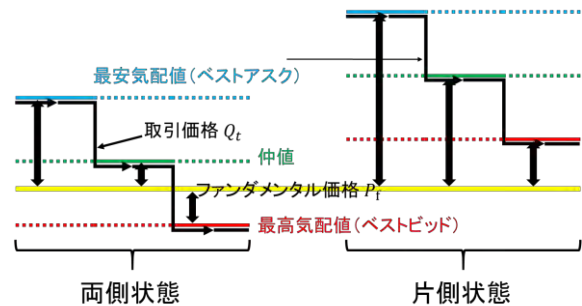 最安気配値（ベストアスク）
取引価格 Q_t
仲値
ファンダメンタル価格 P_f
最高気配値（ベストビッド）
両側状態
片側状態